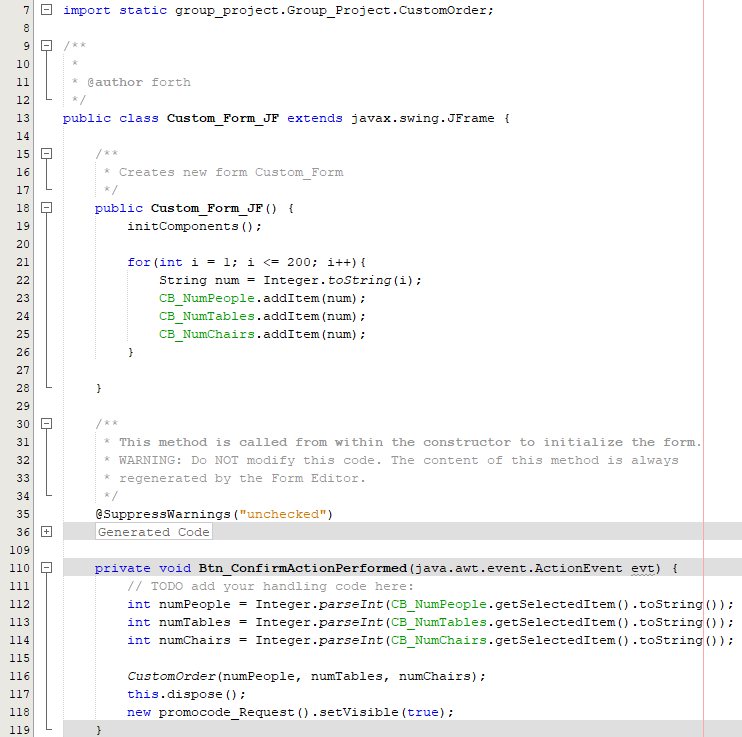 7 import static group_project.Group_Project.CustomOrder;
8
9 /**
10 *
11 * @author forth
12 */
13 public class Custom_Form_JF extends javax.swing.JFrame {
14
15 /**
16 * Creates new form Custom_Form
17 */
18 public Custom_Form_JF() {
19 initComponents();
20
21 for(int i = 1; i <= 200; i++){
22 String num = Integer.toString(i);
23 CB_NumPeople.addItem(num);
24 CB_NumTables.addItem(num);
25 CB_NumChairs.addItem(num);
26 }
27
28 }
29
30 /**
31 * This method is called from within the constructor to initialize the form.
32 * WARNING: Do NOT modify this code. The content of this method is always
33 * regenerated by the Form Editor.
34 */
35 @SuppressWarnings("unchecked")
36 Generated Code
109
110 private void Btn_ConfirmActionPerformed(java.awt.event.ActionEvent evt) {
111 // TODO add your handling code here:
112 int numPeople = Integer.parseInt(CB_NumPeople.getSelectedItem().toString());
113 int numTables = Integer.parseInt(CB_NumTables.getSelectedItem().toString());
114 int numChairs = Integer.parseInt(CB_NumChairs.getSelectedItem().toString());
115
116 CustomOrder(numPeople, numTables, numChairs);
117 this.dispose();
118 new promocode_Request().setVisible(true);
119 }